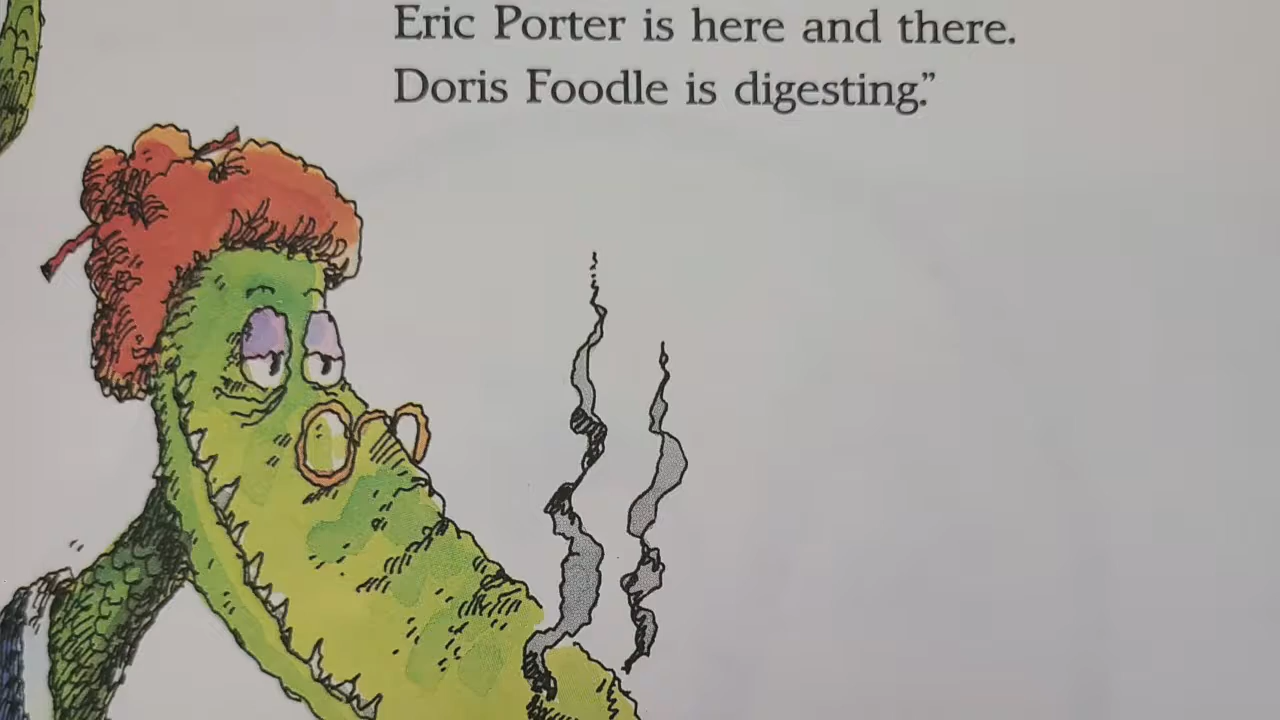 Eric Porter is here and there.
Doris Foodle is digesting.”